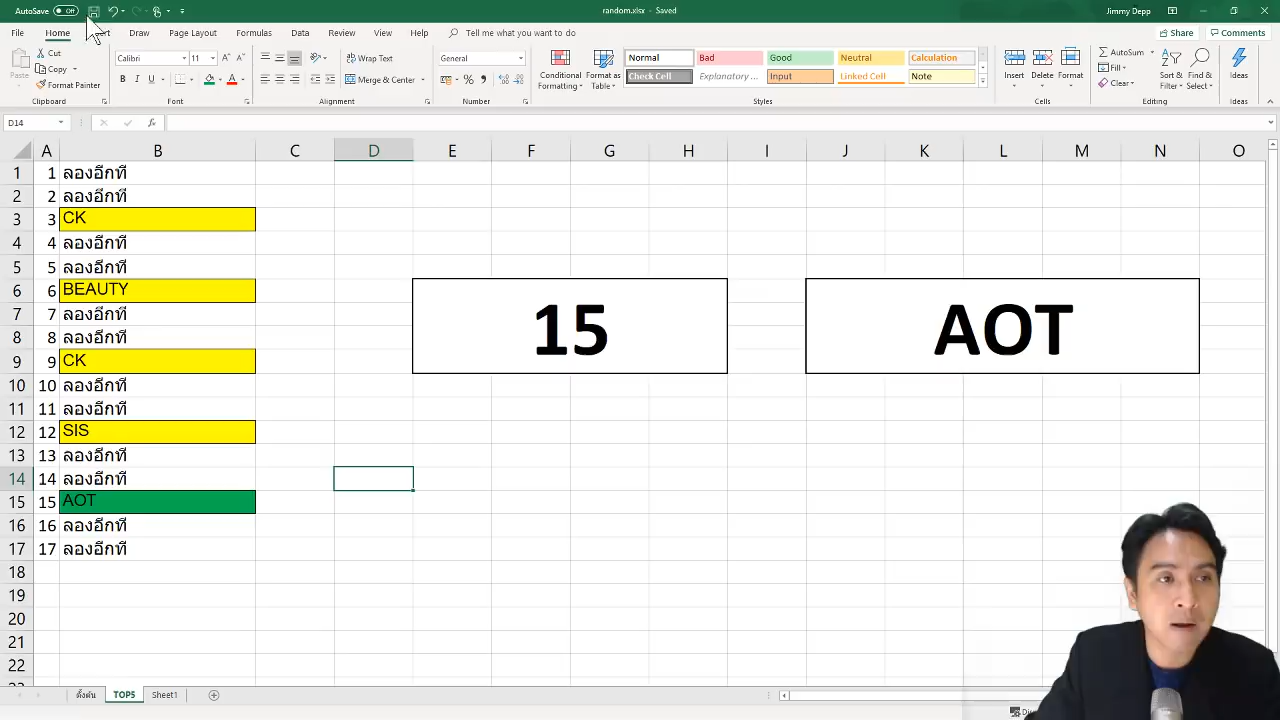 AutoSave Off
random.xlsx - Saved
Jimmy Depp
File Home Page Layout Formulas Data Review View Help Tell me what you want to do
Share Comments
Paste
Cut
Copy
Format Painter
Clipboard
Calibri 11
B I U
A A
Font
Wrap Text
Merge & Center
Alignment
General
%
Number
Conditional Formatting
Format as Table
Normal Bad Good Neutral Calculation
Check Cell Explanatory ... Input Linked Cell Note
Styles
Insert Delete Format
Cells
AutoSum
Fill
Clear
Sort & Filter
Find & Select
Editing
Ideas
Ideas
D14
fx
A B C D E F G H I J K L M N O
1 1 ลองอีกที
2 2 ลองอีกที
3 3 CK
4 4 ลองอีกที
5 5 ลองอีกที
6 6 BEAUTY
7 7 ลองอีกที
8 8 ลองอีกที
15 AOT
9 9 CK
10 10 ลองอีกที
11 11 ลองอีกที
12 12 SIS
13 13 ลองอีกที
14 14 ลองอีกที
15 15 AOT
16 16 ลองอีกที
17 17 ลองอีกที
18
19
20
21
22
ตั้งต้น TOP5 Sheet1